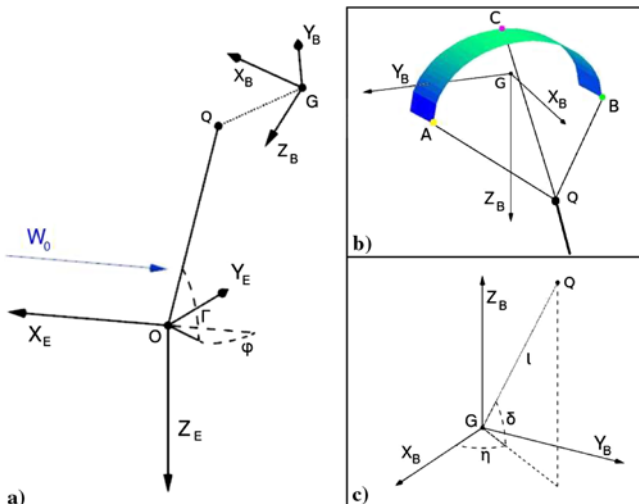 Y_B
X_B
G
Q
Z_B
W_0
Y_E
Γ
X_E
O
φ
Z_E
a)
C
Y_B
G
X_B
A
B
Z_B
Q
b)
Z_B
Q
l
G
δ
X_B
η
Y_B
c)